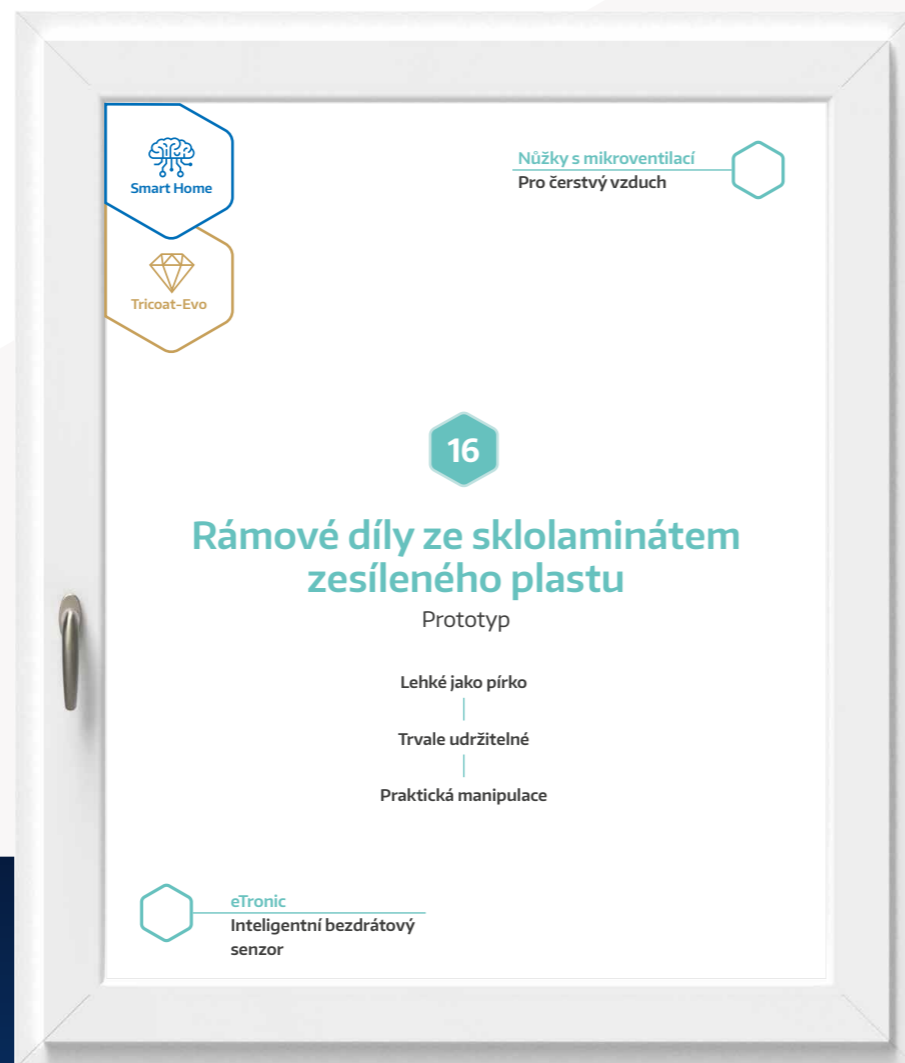 Smart Home
Nůžky s mikroventilací
Pro čerstvý vzduch
Tricoat-Evo
16
Rámové díly ze sklolaminátem
zesíleného plastu
Prototyp
Lehké jako pírko
Trvale udržitelné
Praktická manipulace
eTronic
Inteligentní bezdrátový
senzor